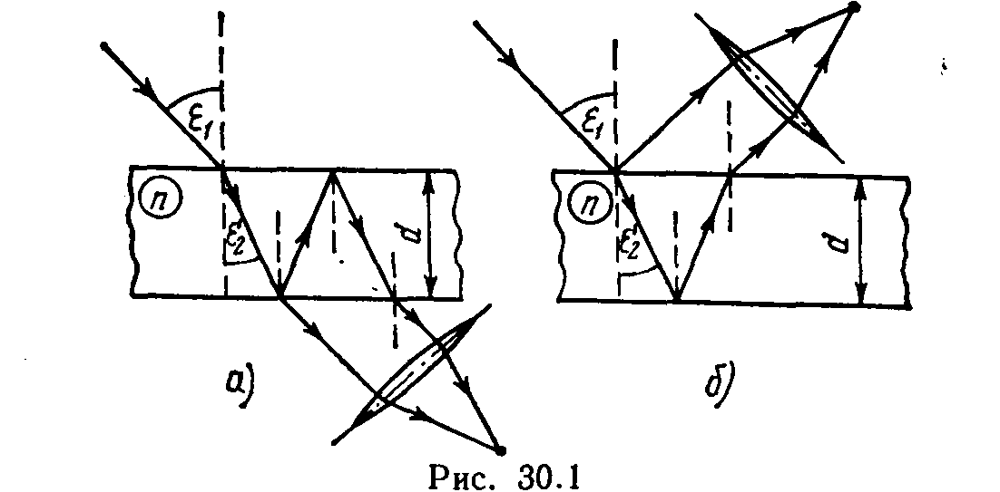 ε₁ ε₁
n n
ε₂' ε₂'
d d
а) б)
Рис. 30.1